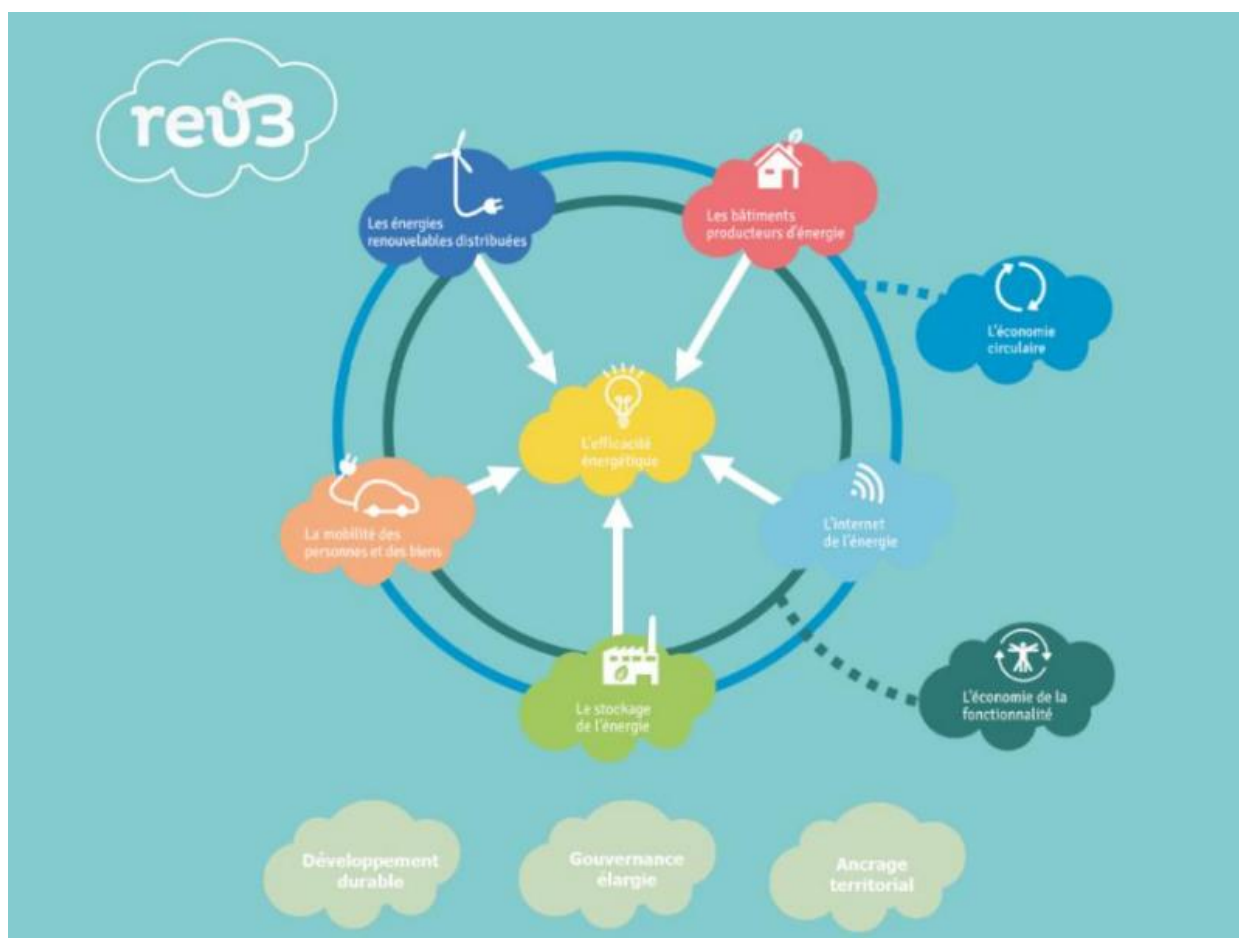 rev3
Les énergies
renouvelables distribuées
Les bâtiments
producteurs d'énergie
L'économie
circulaire
L'efficacité
énergétique
La mobilité des
personnes et des biens
L'internet
de l'énergie
Le stockage
de l'énergie
L'économie de la
fonctionnalité
Développement
durable
Gouvernance
élargie
Ancrage
territorial